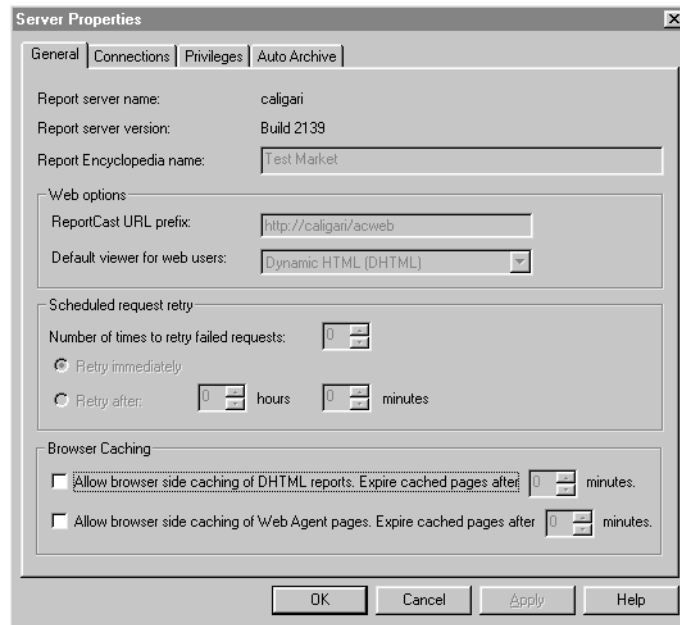 Server Properties
General Connections Privileges Auto Archive
Report server name: caligari
Report server version: Build 2139
Report Encyclopedia name: Test Market
Web options
ReportCast URL prefix: http://caligari/acweb
Default viewer for web users: Dynamic HTML (DHTML)
Scheduled request retry
Number of times to retry failed requests: 0
Retry immediately
Retry after: 0 hours 0 minutes
Browser Caching
Allow browser side caching of DHTML reports. Expire cached pages after 0 minutes.
Allow browser side caching of Web Agent pages. Expire cached pages after 0 minutes.
OK Cancel Apply Help